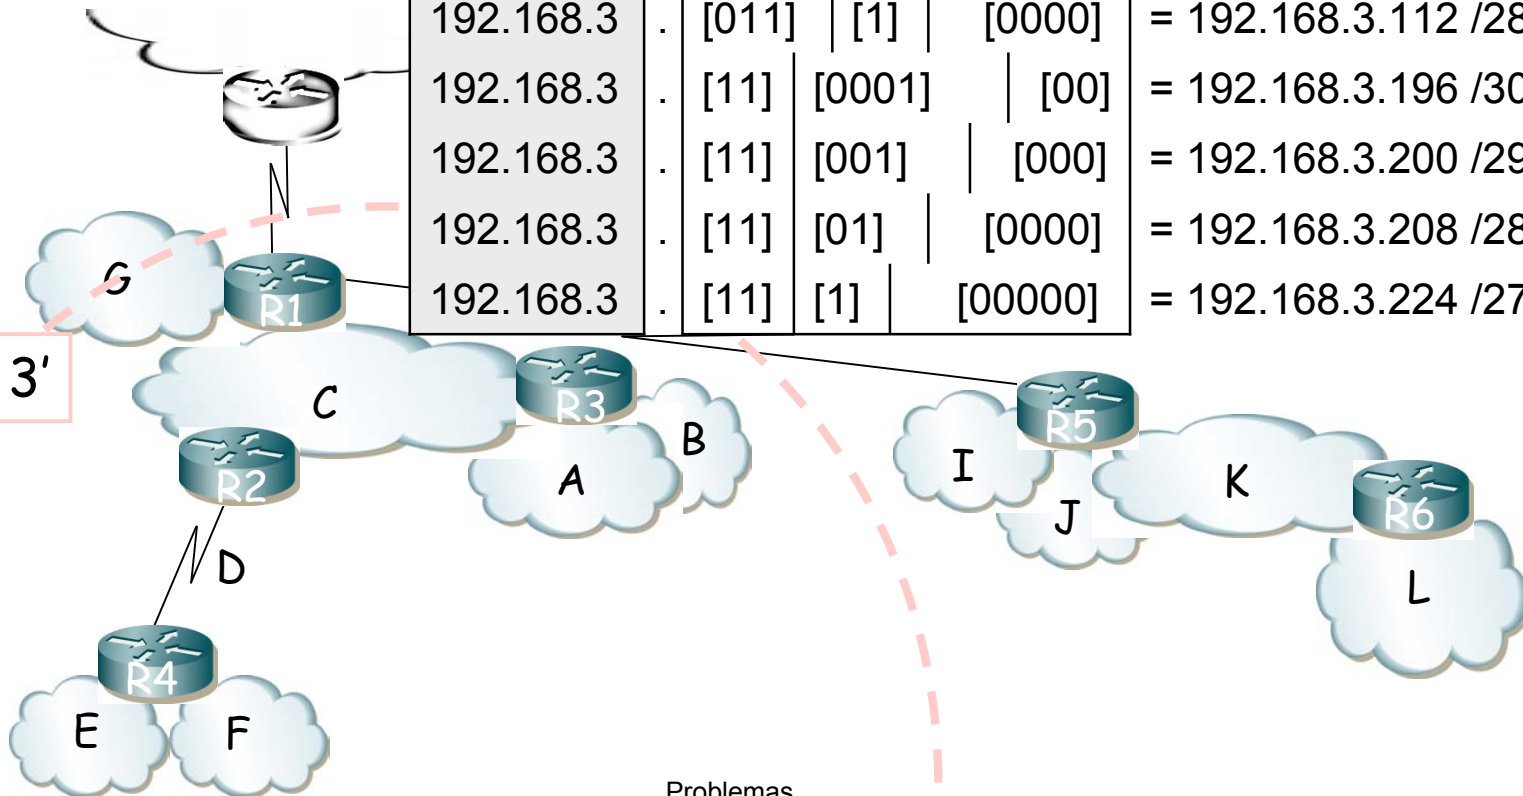 192.168.3 . [011] [1] [0000] = 192.168.3.112 /28
192.168.3 . [11] [0001] [00] = 192.168.3.196 /30
192.168.3 . [11] [001] [000] = 192.168.3.200 /29
192.168.3 . [11] [01] [0000] = 192.168.3.208 /28
192.168.3 . [11] [1] [00000] = 192.168.3.224 /27
G
R1
3'
C
R3
B
A
R5
I
J
K
R6
L
R2
D
R4
E
F
Problemas